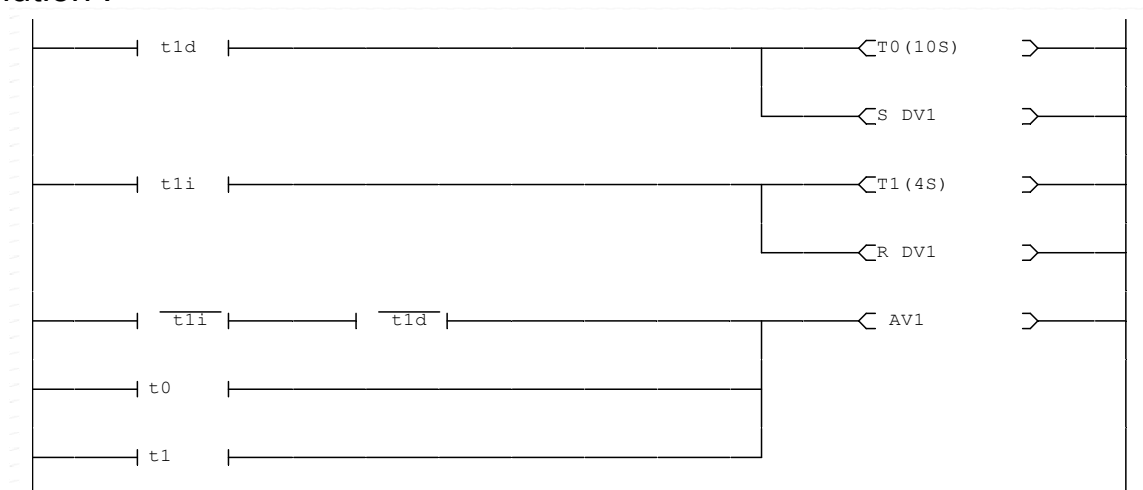 t1d T0(10S)
S DV1
t1i T1(4S)
R DV1
t1i t1d AV1
t0
t1